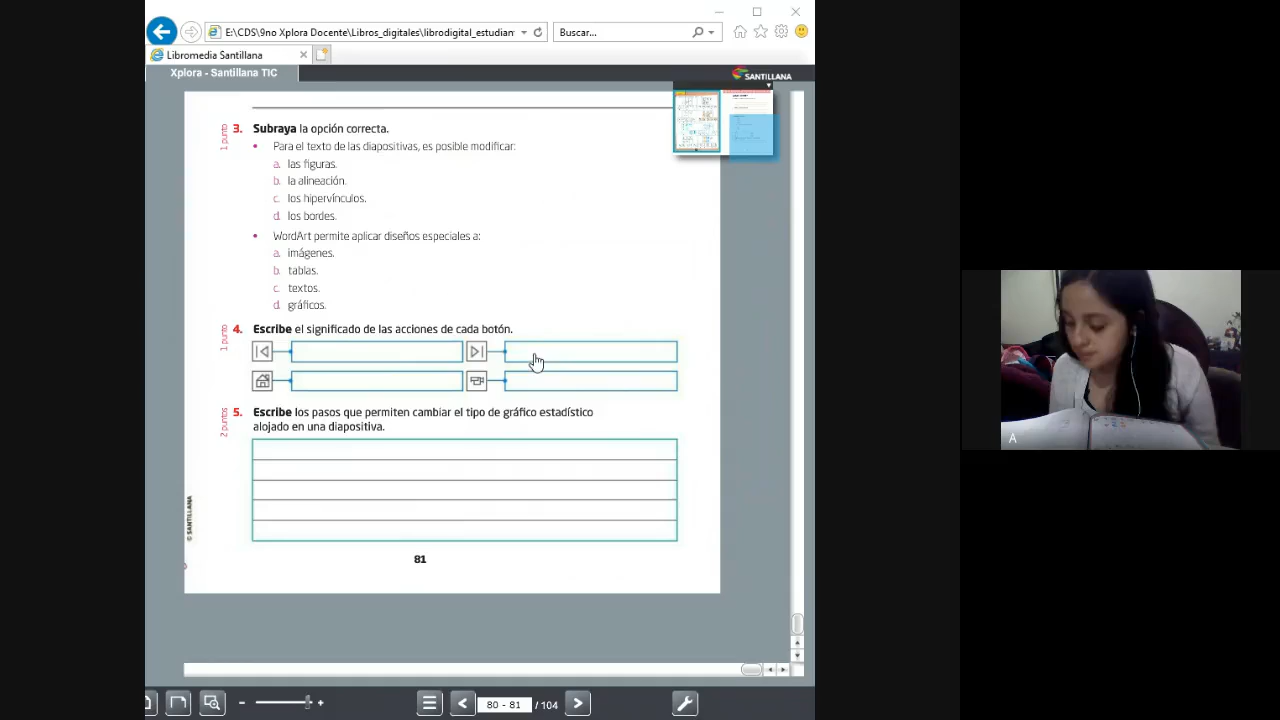 E:\CDS\9no Xplora Docente\Libros_digitales\librodigital_estudian
Buscar...
Libromedia Santillana
Xplora - Santillana TIC
SANTILLANA
1 punto
3. Subraya la opción correcta.
• Para el texto de las diapositivas, es posible modificar:
a. las figuras.
b. la alineación.
c. los hipervínculos.
d. los bordes.
• WordArt permite aplicar diseños especiales a:
a. imágenes.
b. tablas.
c. textos.
d. gráficos.
1 punto
4. Escribe el significado de las acciones de cada botón.
2 puntos
5. Escribe los pasos que permiten cambiar el tipo de gráfico estadístico
alojado en una diapositiva.
© SANTILLANA
81
A
80 - 81 / 104